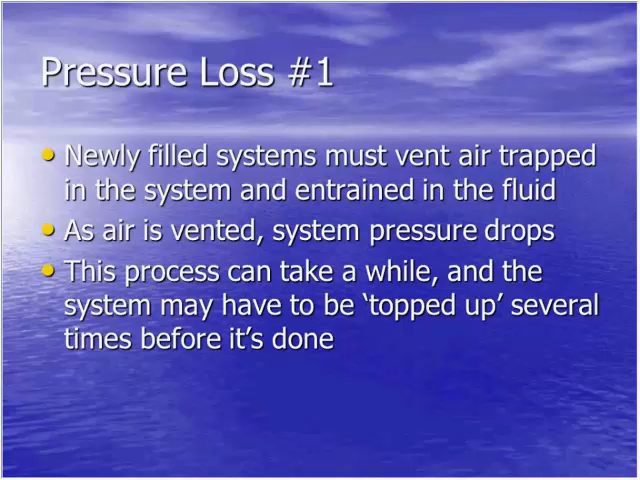 Pressure Loss #1
• Newly filled systems must vent air trapped
in the system and entrained in the fluid
• As air is vented, system pressure drops
• This process can take a while, and the
system may have to be ‘topped up’ several
times before it’s done